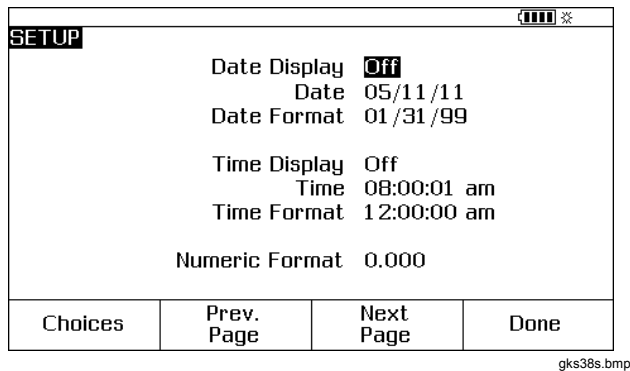 SETUP
Date Display Off
Date 05/11/11
Date Format 01/31/99
Time Display Off
Time 08:00:01 am
Time Format 12:00:00 am
Numeric Format 0.000
Choices
Prev. Page
Next Page
Done
gks38s.bmp